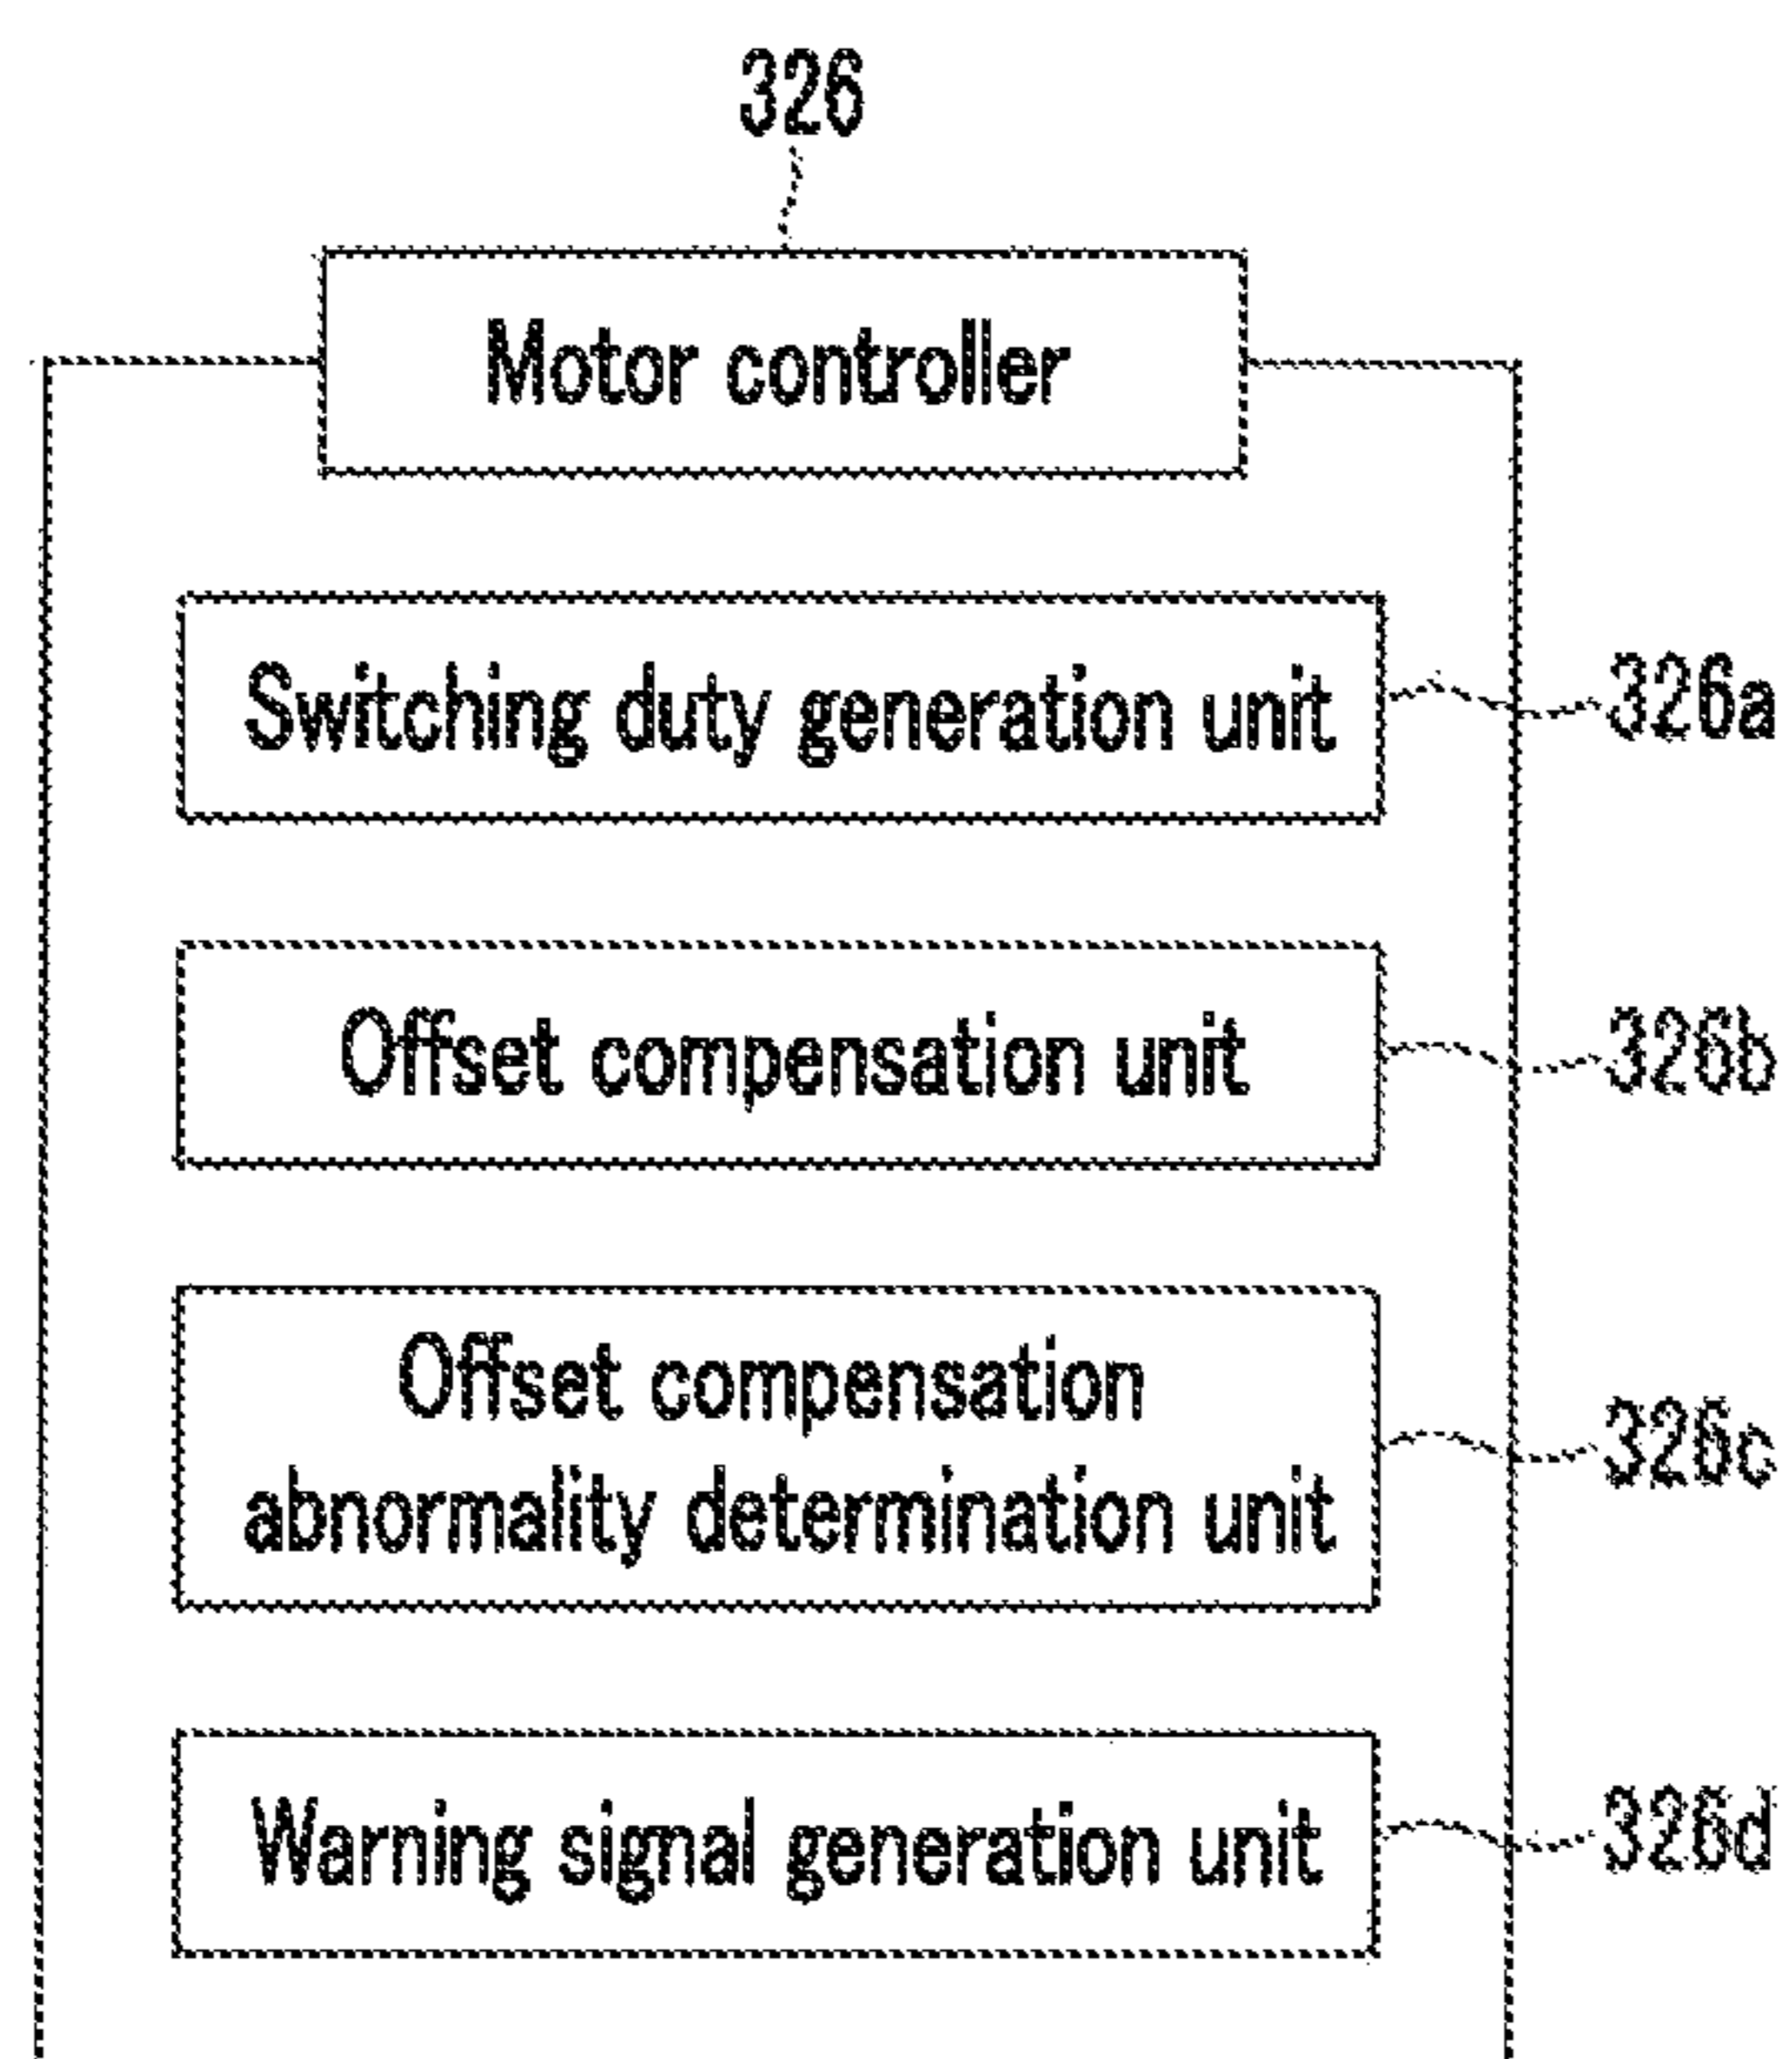 326
Motor controller
Switching duty generation unit
326a
Offset compensation unit
326b
Offset compensation
abnormality determination unit
326c
Warning signal generation unit
326d